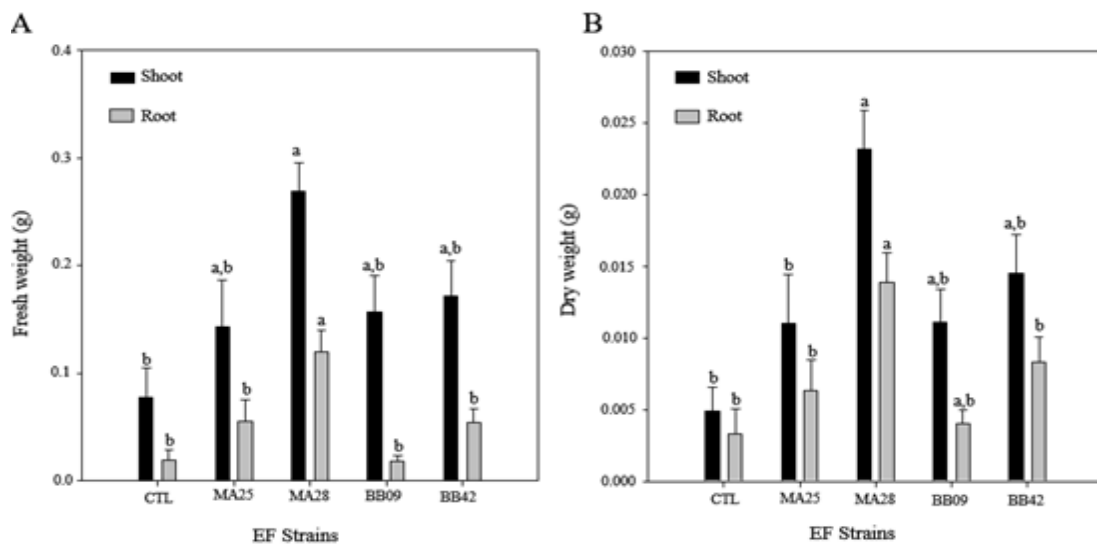 A
Fresh weight (g)
0.4
0.3
0.2
0.1
0.0
Shoot
Root
b
b
a,b
b
a
a
a,b
b
a,b
b
CTL
MA25
MA28
BB09
BB42
EF Strains
B
Dry weight (g)
0.030
0.025
0.020
0.015
0.010
0.005
0.000
Shoot
Root
b
b
b
b
a
a
a,b
a,b
a,b
b
CTL
MA25
MA28
BB09
BB42
EF Strains